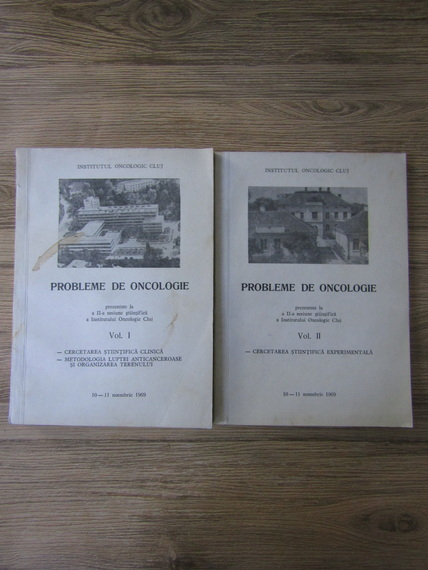 INSTITUTUL ONCOLOGIC CLUJ
PROBLEME DE ONCOLOGIE
prezentate la
a II-a sesiune științifică
a Institutului Oncologic Cluj
Vol. I
— CERCETAREA ȘTIINȚIFICĂ CLINICĂ
— METODOLOGIA LUPTEI ANTICANCEROASE
ȘI ORGANIZAREA TERENULUI
10—11 noiembrie 1969
INSTITUTUL ONCOLOGIC CLUJ
PROBLEME DE ONCOLOGIE
prezentate la
a II-a sesiune științifică
a Institutului Oncologic Cluj
Vol. II
— CERCETAREA ȘTIINȚIFICĂ EXPERIMENTALĂ
10—11 noiembrie 1969